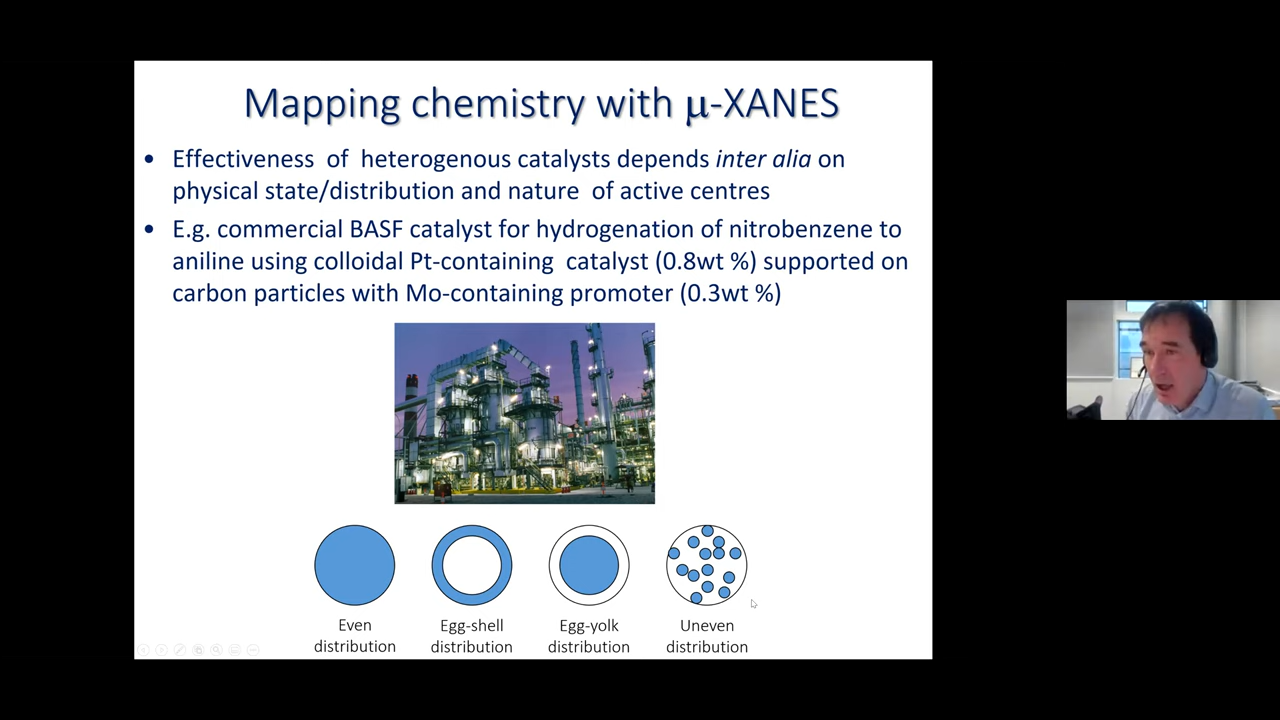 Mapping chemistry with μ-XANES
• Effectiveness of heterogenous catalysts depends inter alia on
physical state/distribution and nature of active centres
• E.g. commercial BASF catalyst for hydrogenation of nitrobenzene to
aniline using colloidal Pt-containing catalyst (0.8wt %) supported on
carbon particles with Mo-containing promoter (0.3wt %)
Even
distribution
Egg-shell
distribution
Egg-yolk
distribution
Uneven
distribution